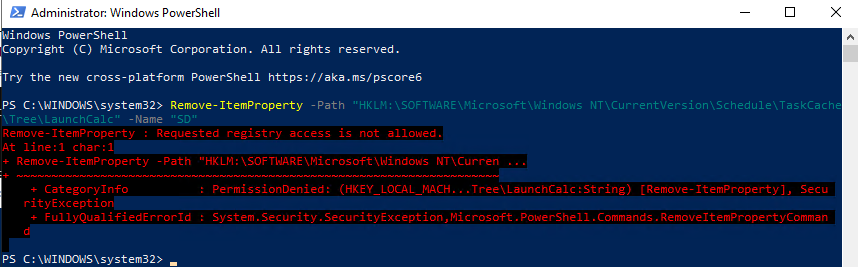 Administrator: Windows PowerShell
Windows PowerShell
Copyright (C) Microsoft Corporation. All rights reserved.
Try the new cross-platform PowerShell https://aka.ms/pscore6
PS C:\WINDOWS\system32> Remove-ItemProperty -Path "HKLM:\SOFTWARE\Microsoft\Windows NT\CurrentVersion\Schedule\TaskCache
\Tree\LaunchCalc" -Name "SD"
Remove-ItemProperty : Requested registry access is not allowed.
At line:1 char:1
+ Remove-ItemProperty -Path "HKLM:\SOFTWARE\Microsoft\Windows NT\Curren ...
+ ~~~~~~~~~~~~~~~~~~~~~~~~~~~~~~~~~~~~~~~~~~~~~~~~~~~~~~~~~~~~~~~~~~~~~
+ CategoryInfo          : PermissionDenied: (HKEY_LOCAL_MACH...Tree\LaunchCalc:String) [Remove-ItemProperty], Secu
rityException
+ FullyQualifiedErrorId : System.Security.SecurityException,Microsoft.PowerShell.Commands.RemoveItemPropertyComman
d
PS C:\WINDOWS\system32>